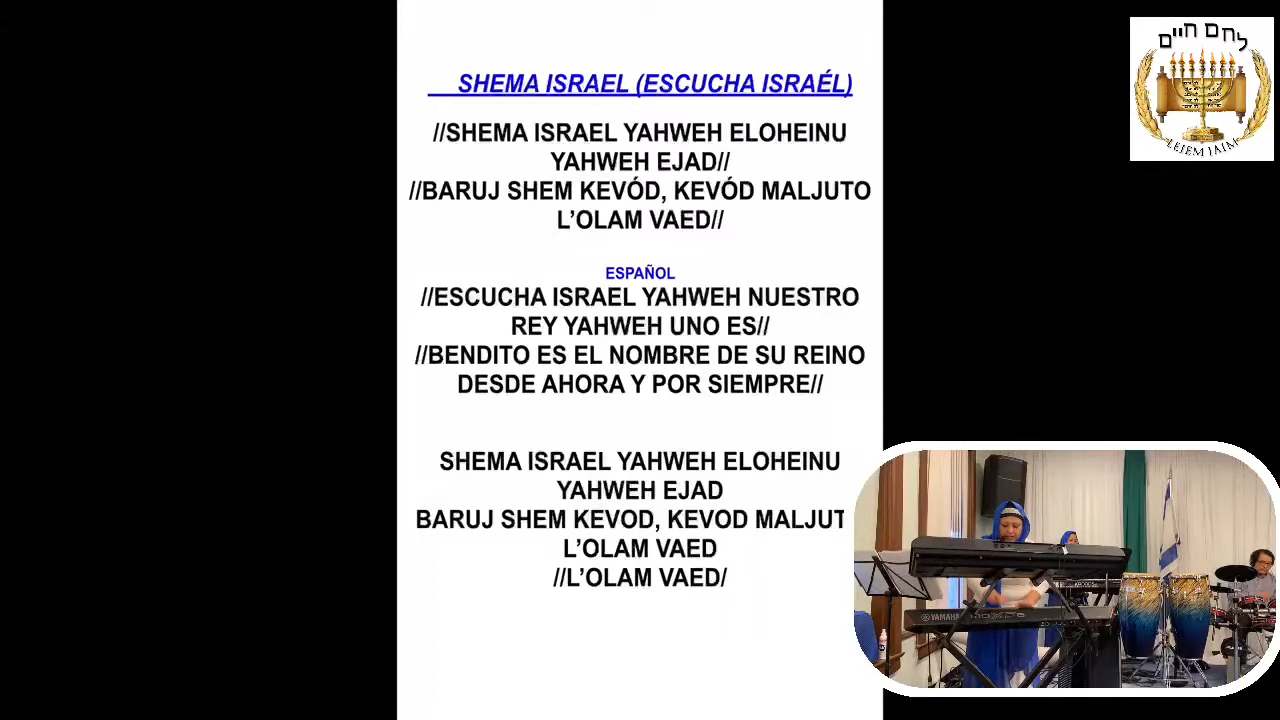 SHEMA ISRAEL (ESCUCHA ISRAÉL)
//SHEMA ISRAEL YAHWEH ELOHEINU
YAHWEH EJAD//
//BARUJ SHEM KEVÓD, KEVÓD MALJUTO
L’OLAM VAED//
ESPAÑOL
//ESCUCHA ISRAEL YAHWEH NUESTRO
REY YAHWEH UNO ES//
//BENDITO ES EL NOMBRE DE SU REINO
DESDE AHORA Y POR SIEMPRE//
SHEMA ISRAEL YAHWEH ELOHEINU
YAHWEH EJAD
BARUJ SHEM KEVOD, KEVOD MALJUT
L’OLAM VAED
//L’OLAM VAED/
לחם חיים
LEJEM JAIM
YAMAHA